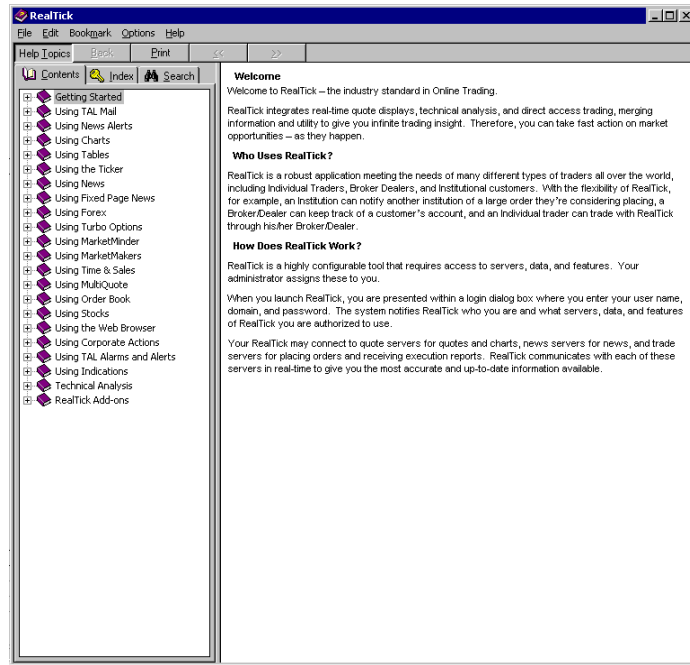 RealTick
File Edit Bookmark Options Help
Help Topics Back Print << >>
Contents Index Search
Getting Started
Using TAL Mail
Using News Alerts
Using Charts
Using Tables
Using the Ticker
Using News
Using Fixed Page News
Using Forex
Using Turbo Options
Using MarketMinder
Using MarketMakers
Using Time & Sales
Using MultiQuote
Using Order Book
Using Stocks
Using the Web Browser
Using Corporate Actions
Using TAL Alarms and Alerts
Using Indications
Technical Analysis
RealTick Add-ons
Welcome
Welcome to RealTick – the industry standard in Online Trading.
RealTick integrates real-time quote displays, technical analysis, and direct access trading, merging
information and utility to give you infinite trading insight. Therefore, you can take fast action on market
opportunities – as they happen.
Who Uses RealTick?
RealTick is a robust application meeting the needs of many different types of traders all over the world,
including Individual Traders, Broker Dealers, and Institutional customers. With the flexibility of RealTick,
for example, an Institution can notify another institution of a large order they're considering placing, a
Broker/Dealer can keep track of a customer's account, and an Individual trader can trade with RealTick
through his/her Broker/Dealer.
How Does RealTick Work?
RealTick is a highly configurable tool that requires access to servers, data, and features. Your
administrator assigns these to you.
When you launch RealTick, you are presented within a login dialog box where you enter your user name,
domain, and password. The system notifies RealTick who you are and what servers, data, and features
of RealTick you are authorized to use.
Your RealTick may connect to quote servers for quotes and charts, news servers for news, and trade
servers for placing orders and receiving execution reports. RealTick communicates with each of these
servers in real-time to give you the most accurate and up-to-date information available.